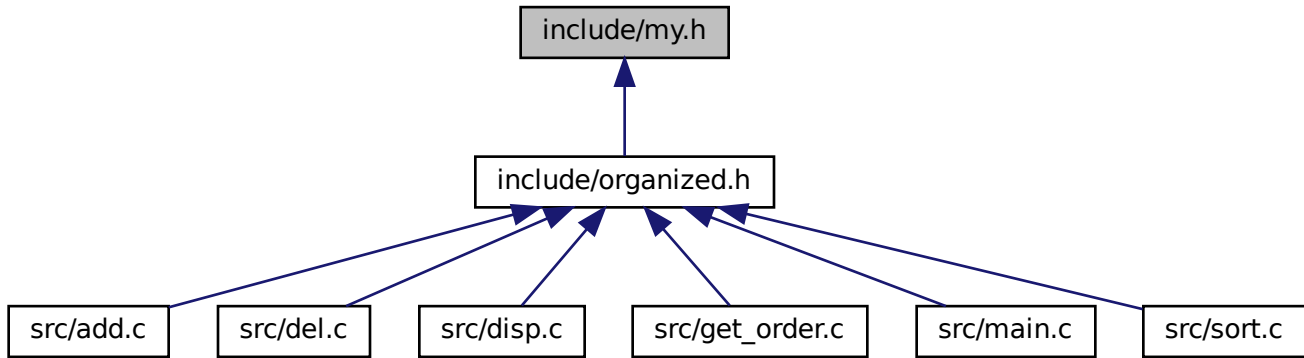 include/my.h
include/organized.h
src/add.c
src/del.c
src/disp.c
src/get_order.c
src/main.c
src/sort.c